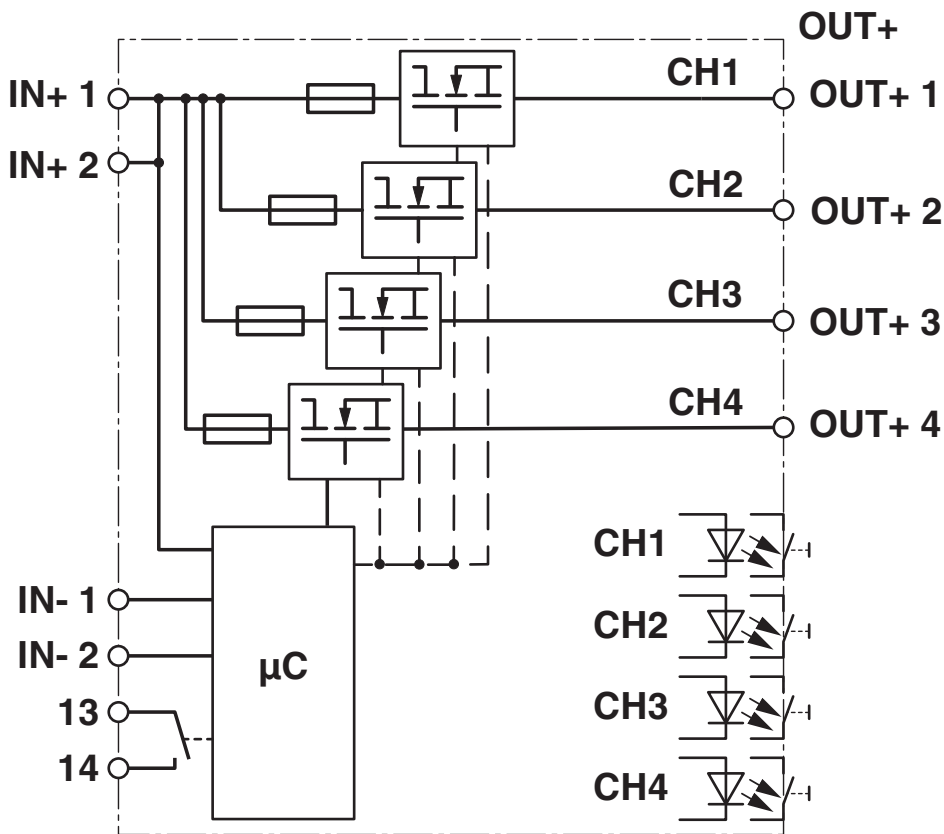 OUT+
IN+ 1
CH1
OUT+ 1
IN+ 2
CH2
OUT+ 2
CH3
OUT+ 3
CH4
OUT+ 4
CH1
IN- 1
CH2
IN- 2
µC
13
CH3
14
CH4